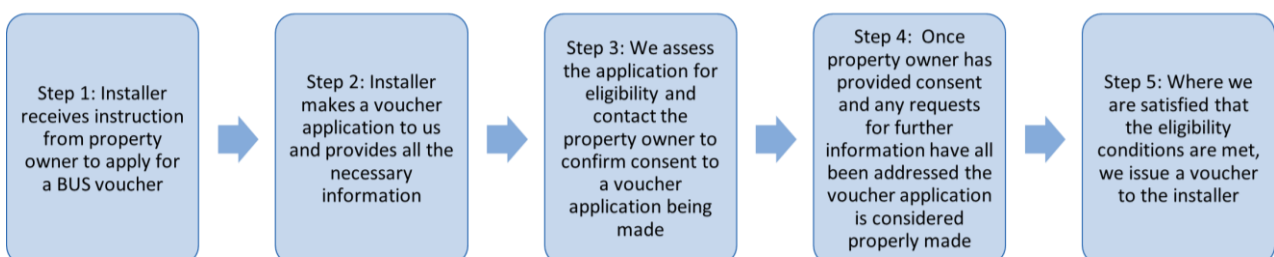 Step 1: Installer
receives instruction
from property
owner to apply for
a BUS voucher
Step 2: Installer
makes a voucher
application to us
and provides all the
necessary
information
Step 3: We assess
the application for
eligibility and
contact the
property owner to
confirm consent to
a voucher
application being
made
Step 4:  Once
property owner has
provided consent
and any requests
for further
information have all
been addressed the
voucher application
is considered
properly made
Step 5: Where we
are satisfied that
the eligibility
conditions are met,
we issue a voucher
to the installer